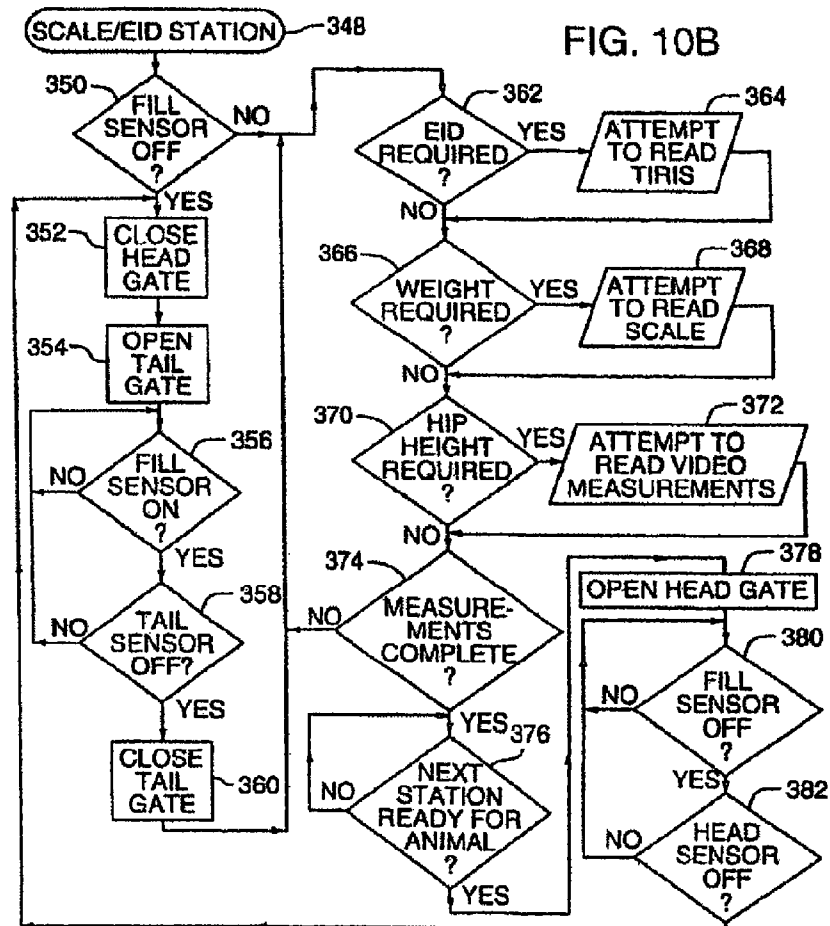 SCALE/EID STATION
348
FIG. 10B
350
FILL
SENSOR
OFF
?
NO
YES
352
CLOSE
HEAD
GATE
354
OPEN
TAIL
GATE
356
FILL
SENSOR
ON
?
NO
YES
358
TAIL
SENSOR
OFF?
NO
YES
CLOSE
TAIL
GATE
360
362
EID
REQUIRED
?
YES
NO
364
ATTEMPT
TO READ
TIRIS
366
WEIGHT
REQUIRED
?
YES
NO
368
ATTEMPT
TO READ
SCALE
370
HIP
HEIGHT
REQUIRED
?
YES
NO
372
ATTEMPT TO
READ VIDEO
MEASUREMENTS
374
MEASURE-
MENTS
COMPLETE
?
NO
YES
376
NEXT
STATION
READY FOR
ANIMAL
?
NO
YES
378
OPEN HEAD GATE
380
FILL
SENSOR
OFF
?
NO
YES
382
HEAD
SENSOR
OFF
?
NO